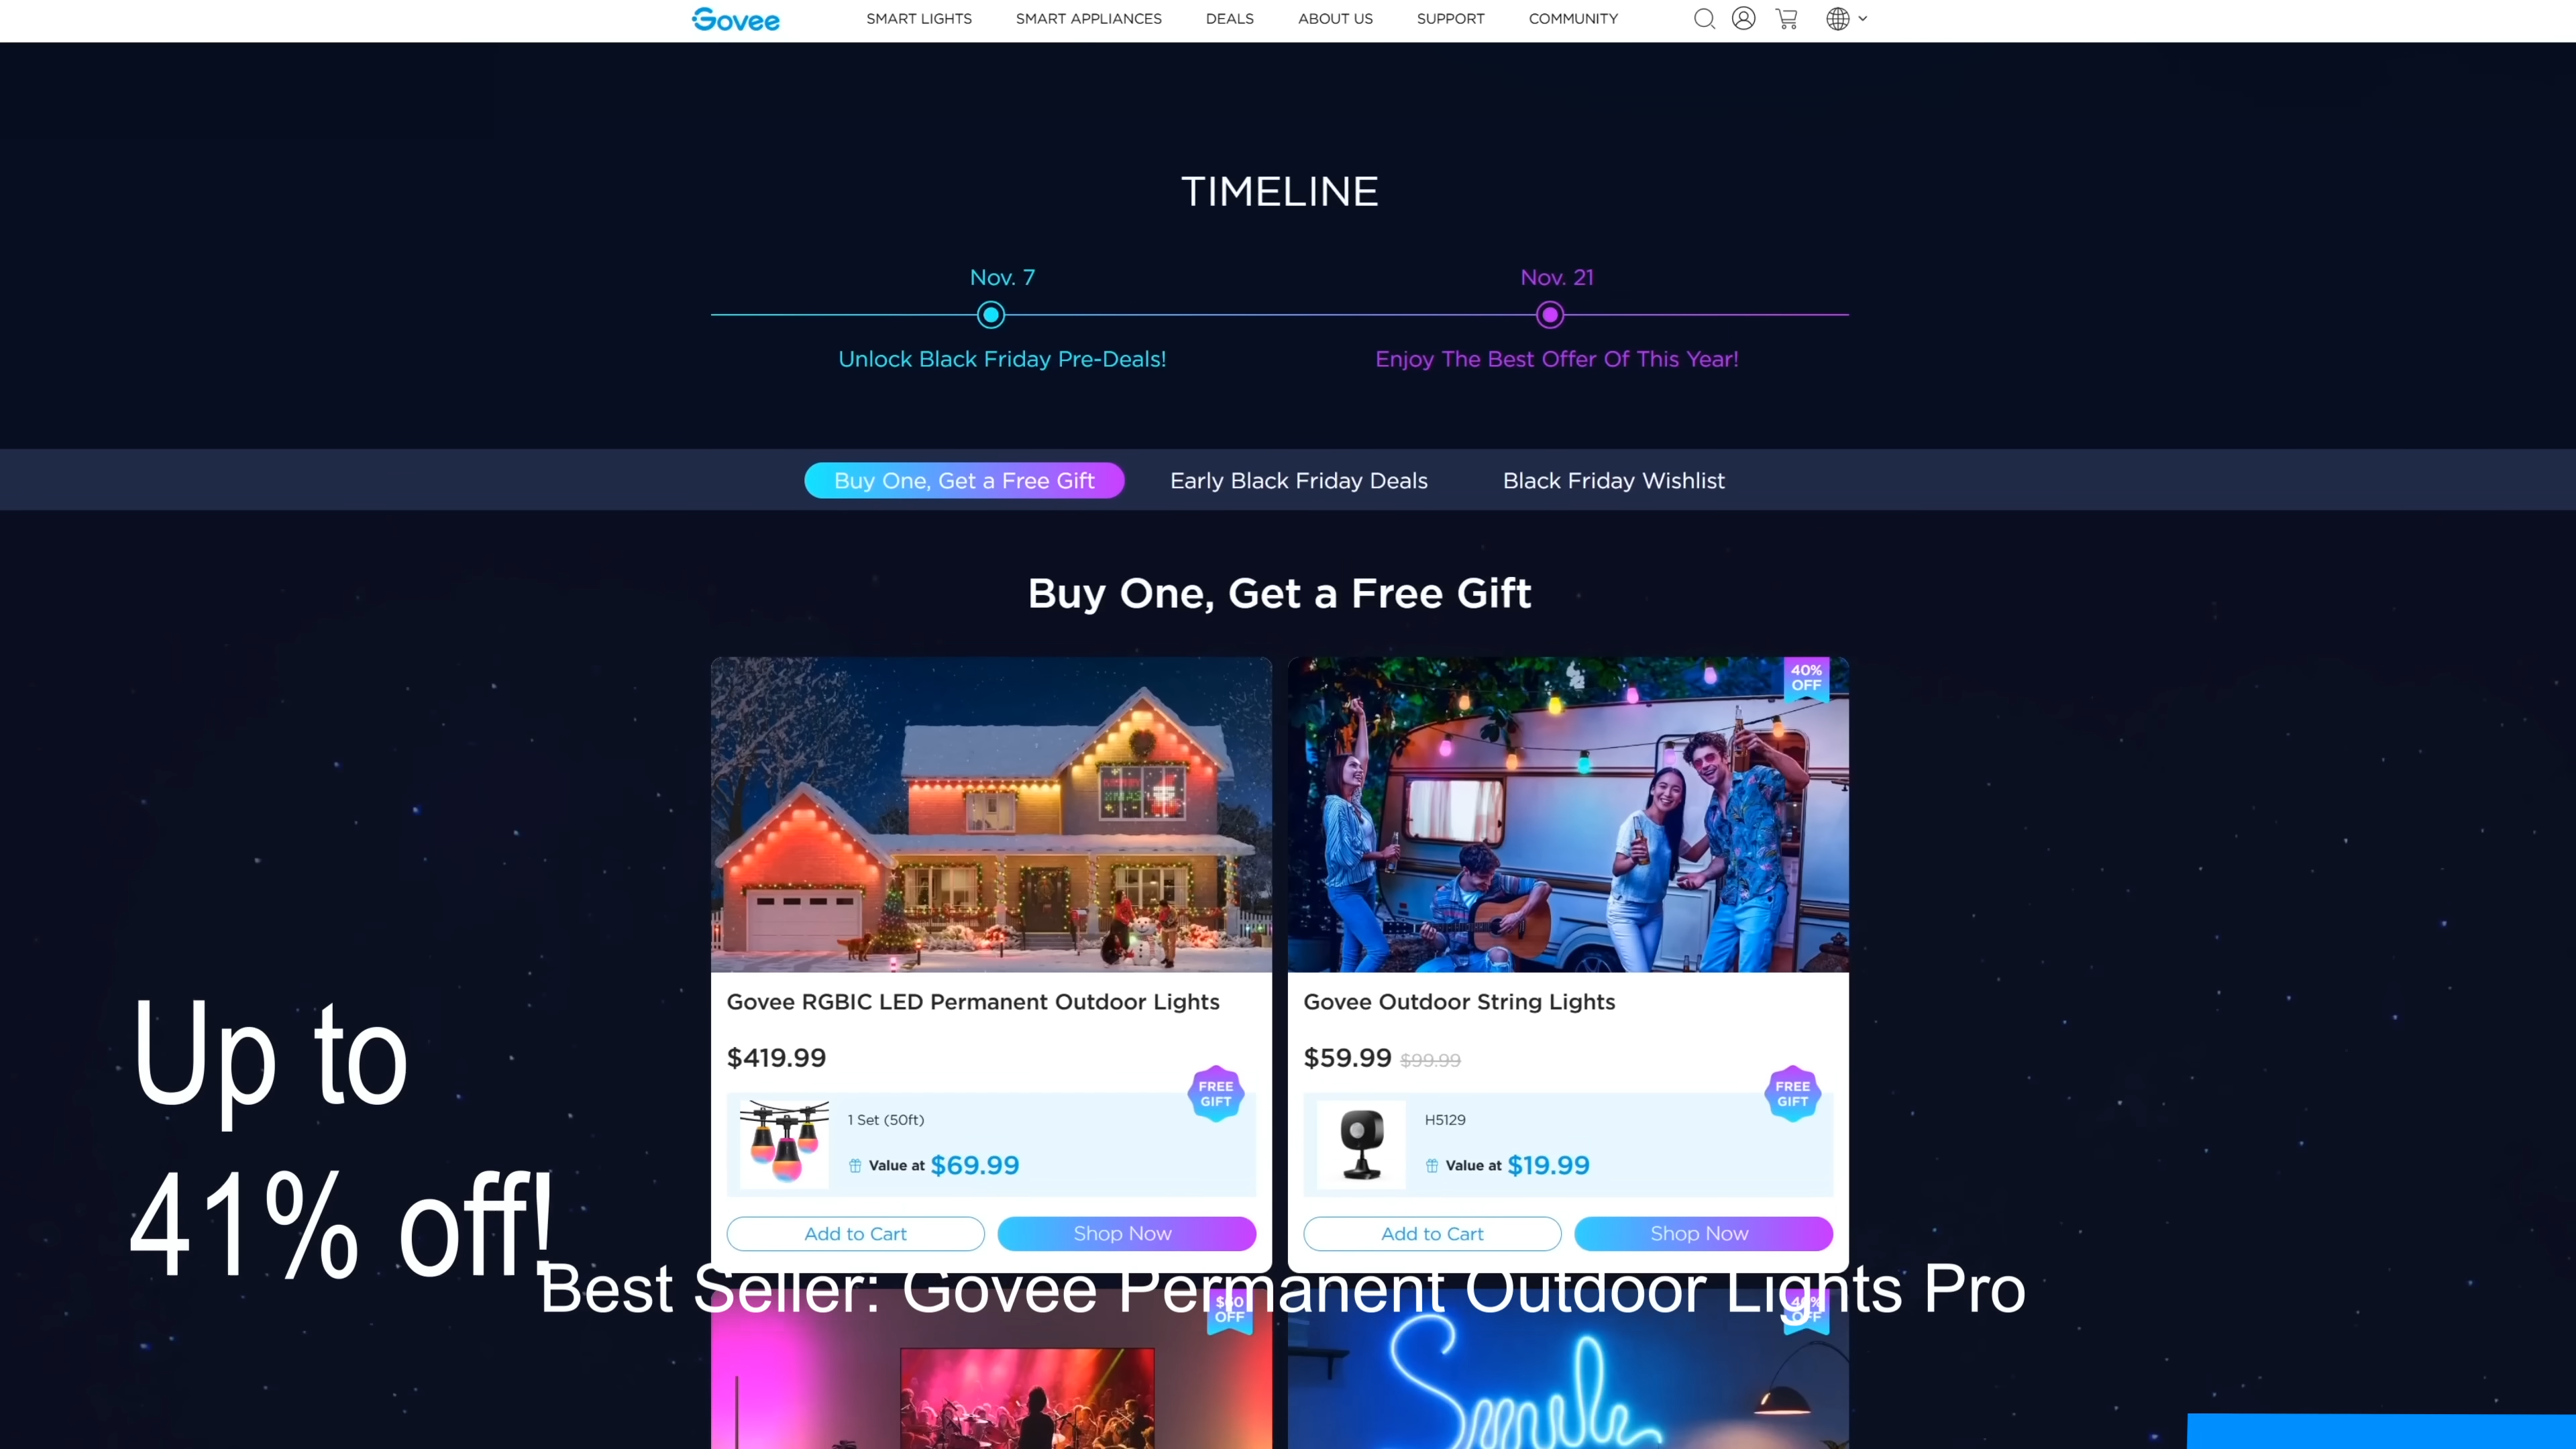 Govee
SMART LIGHTS SMART APPLIANCES DEALS ABOUT US SUPPORT COMMUNITY
TIMELINE
Nov. 7
Nov. 21
Unlock Black Friday Pre-Deals!
Enjoy The Best Offer Of This Year!
Buy One, Get a Free Gift
Early Black Friday Deals
Black Friday Wishlist
Buy One, Get a Free Gift
40%
OFF
Govee RGBIC LED Permanent Outdoor Lights
$419.99
FREE
GIFT
1 Set (50ft)
Value at $69.99
Add to Cart
Shop Now
Govee Outdoor String Lights
$59.99 $99.99
FREE
GIFT
H5129
Value at $19.99
Add to Cart
Shop Now
Up to
41% off!
Best Seller: Govee Permanent Outdoor Lights Pro
$60
OFF
OFF
Smile